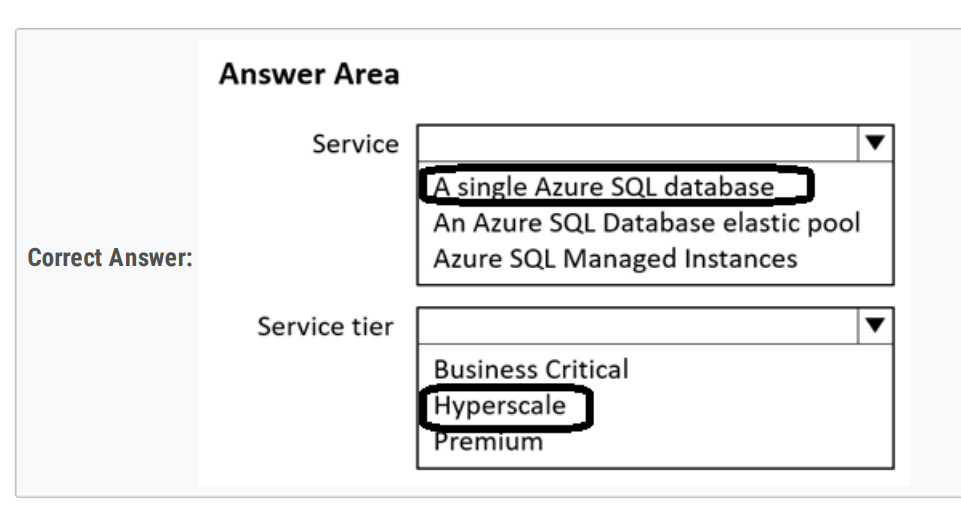 Answer Area
Service
A single Azure SQL database
An Azure SQL Database elastic pool
Correct Answer:
Azure SQL Managed Instances
Service tier
Business Critical
Hyperscale
Premium